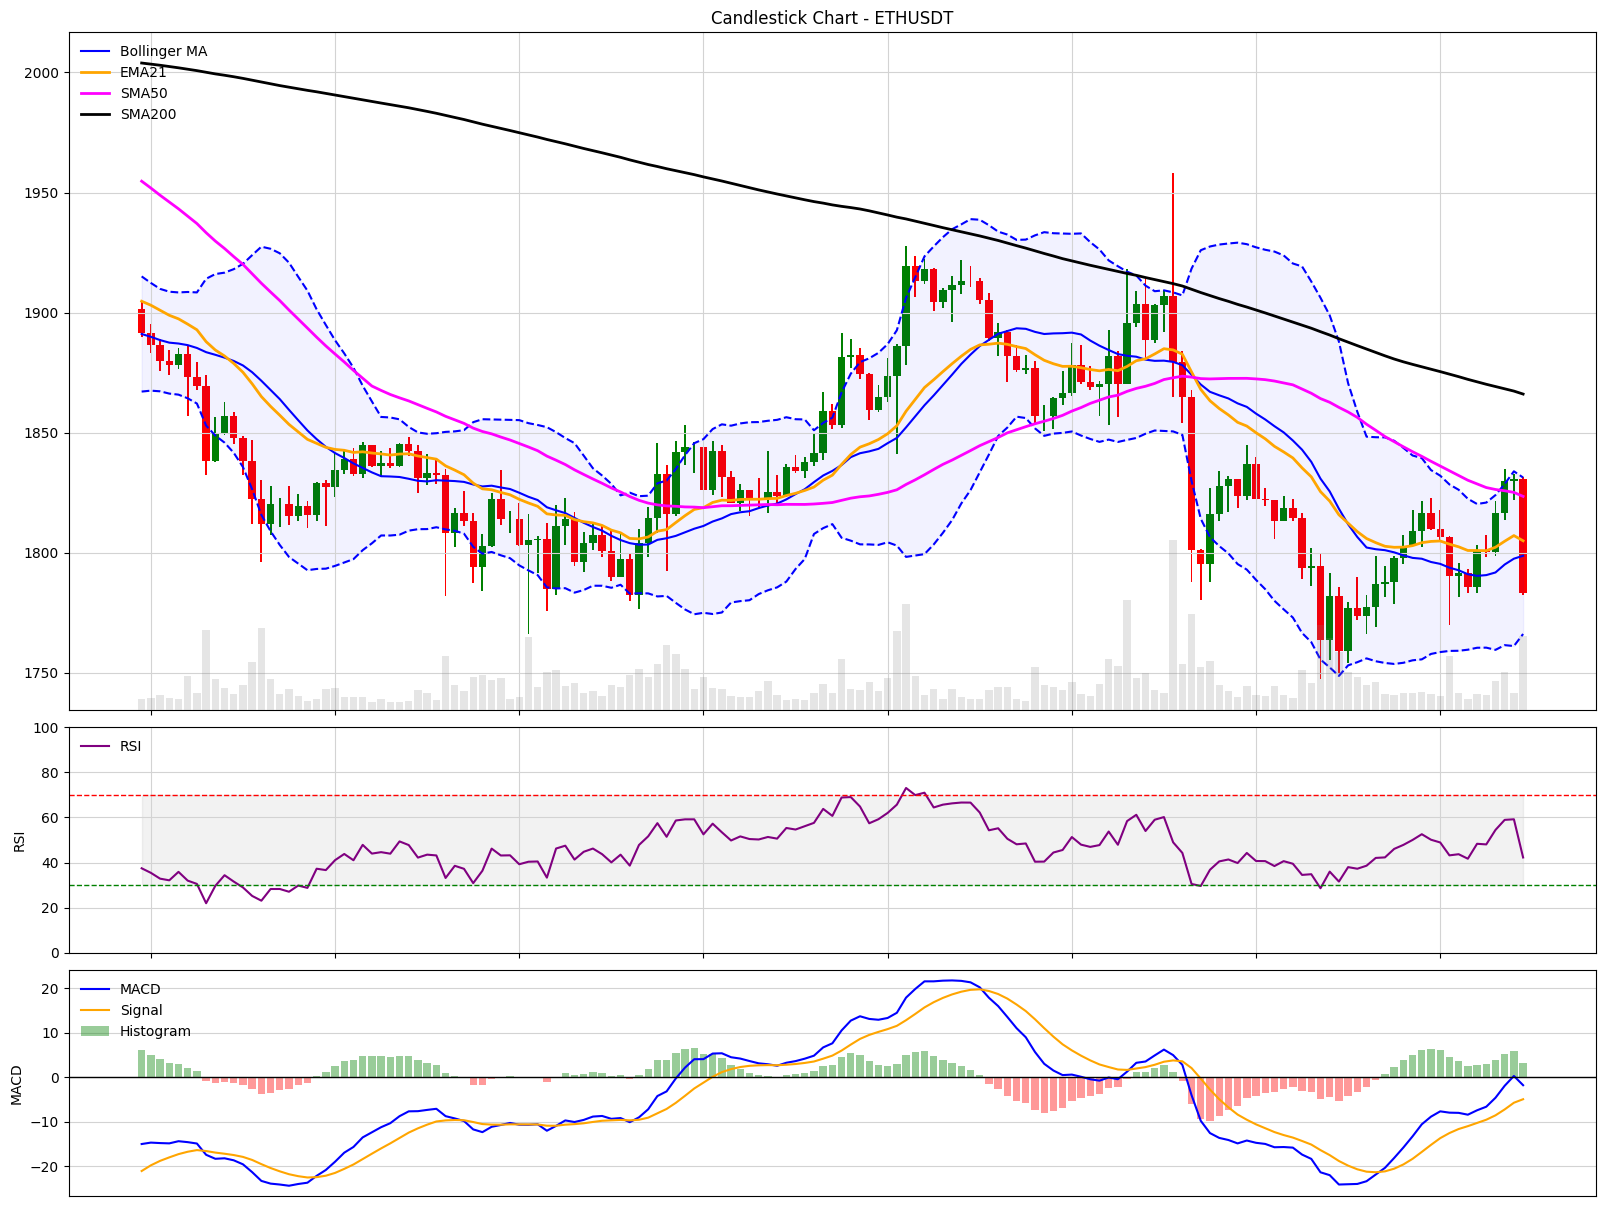 Candlestick Chart - ETHUSDT
Bollinger MA
EMA21
SMA50
SMA200
2000
1950
1900
1850
1800
1750
RSI
100
80
60
40
20
0
RSI
MACD
Signal
Histogram
20
10
0
−10
−20
MACD